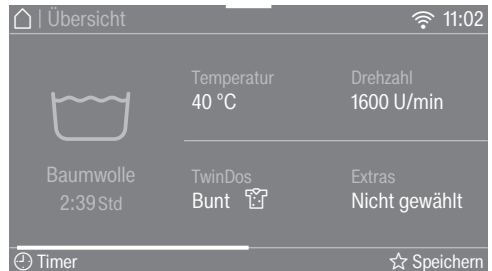 | Übersicht
11:02
Temperatur
40 °C
Drehzahl
1600 U/min
Baumwolle
2:39 Std
TwinDos
Bunt
Extras
Nicht gewählt
Timer
Speichern